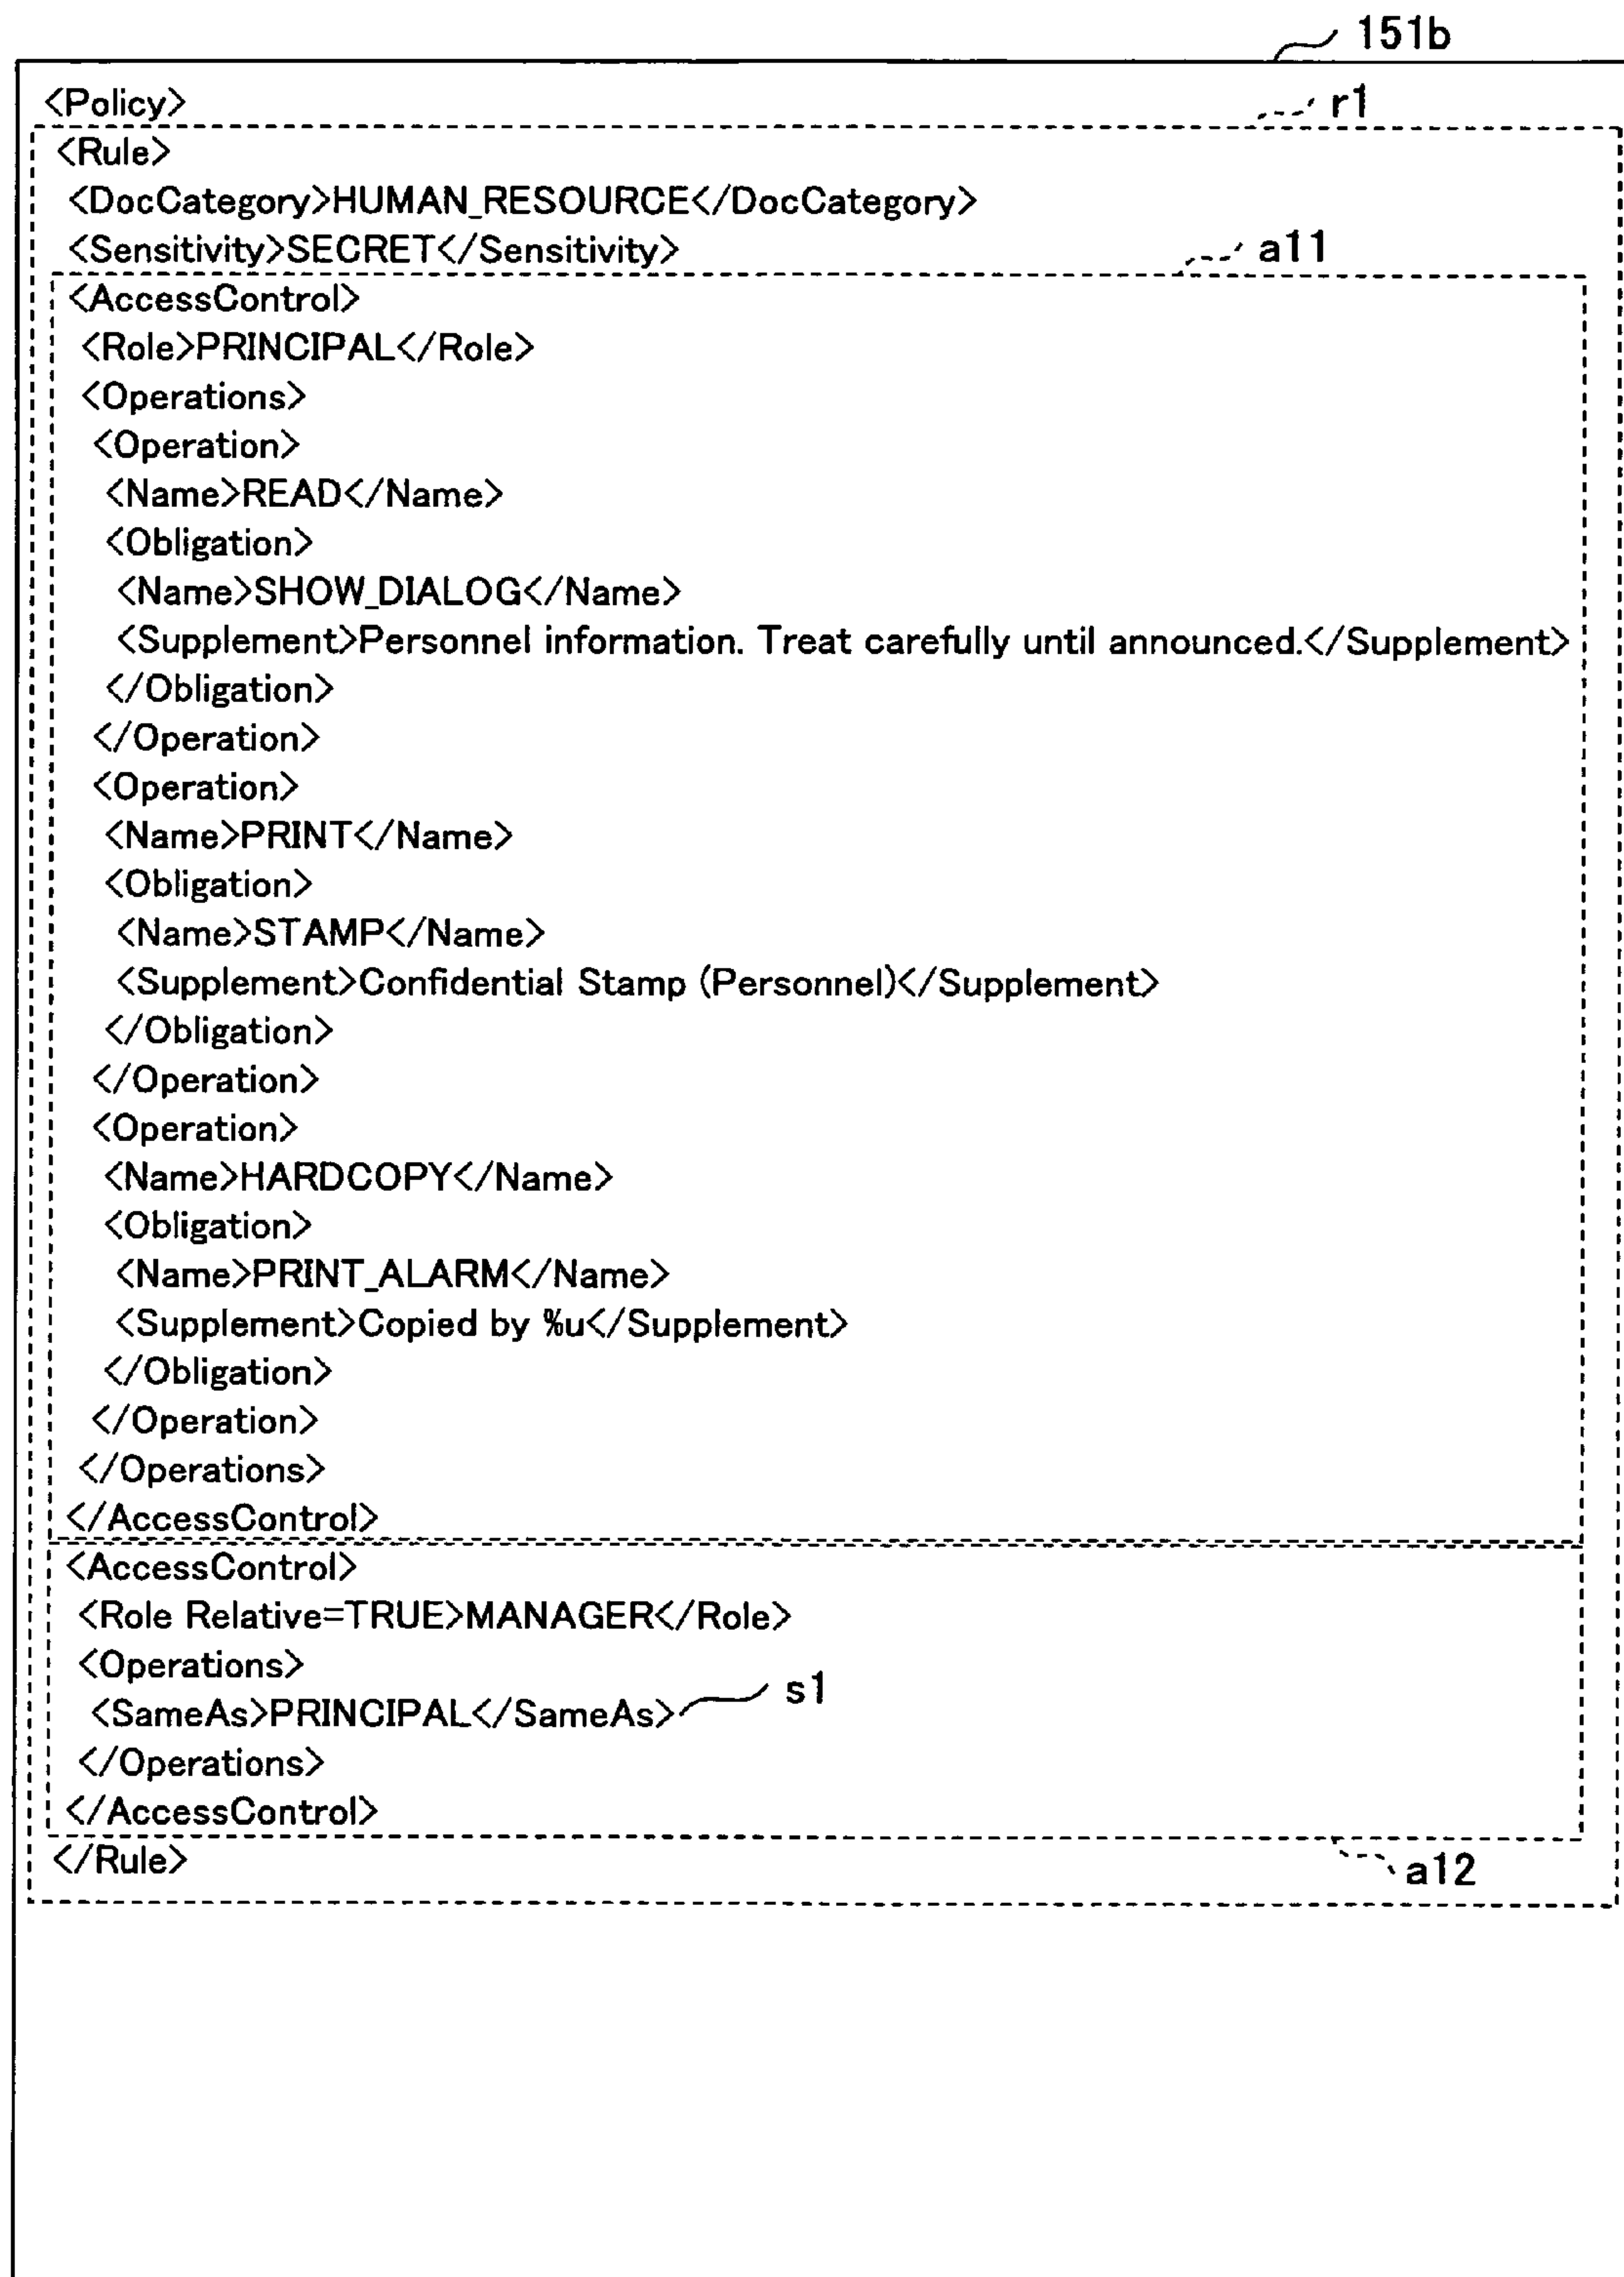 151b
<Policy>
r1
<Rule>
<DocCategory>HUMAN_RESOURCE</DocCategory>
<Sensitivity>SECRET</Sensitivity>
a11
<AccessControl>
<Role>PRINCIPAL</Role>
<Operations>
<Operation>
<Name>READ</Name>
<Obligation>
<Name>SHOW_DIALOG</Name>
<Supplement>Personnel information. Treat carefully until announced.</Supplement>
</Obligation>
</Operation>
<Operation>
<Name>PRINT</Name>
<Obligation>
<Name>STAMP</Name>
<Supplement>Confidential Stamp (Personnel)</Supplement>
</Obligation>
</Operation>
<Operation>
<Name>HARDCOPY</Name>
<Obligation>
<Name>PRINT_ALARM</Name>
<Supplement>Copied by %u</Supplement>
</Obligation>
</Operation>
</Operations>
</AccessControl>
<AccessControl>
<Role Relative=TRUE>MANAGER</Role>
<Operations>
<SameAs>PRINCIPAL</SameAs>
s1
</Operations>
</AccessControl>
</Rule>
a12